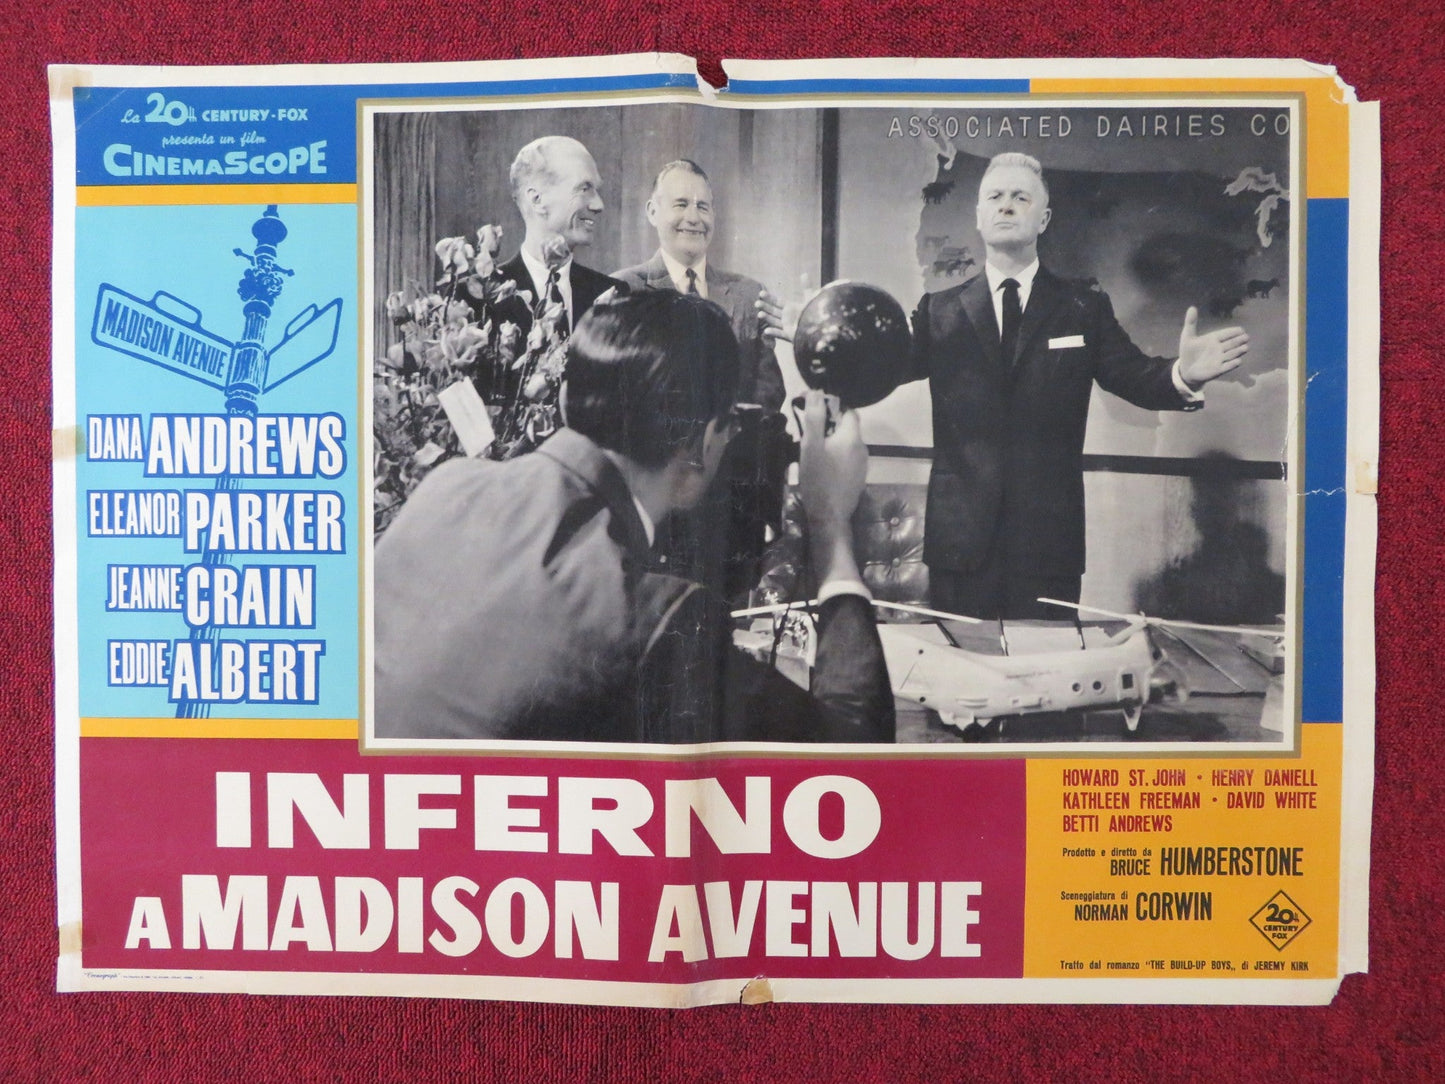 La 20th CENTURY-FOX
presenta un film
CINEMASCOPE
MADISON AVENUE
DANA ANDREWS
ELEANOR PARKER
JEANNE CRAIN
EDDIE ALBERT
ASSOCIATED DAIRIES CO
INFERNO
A MADISON AVENUE
HOWARD ST. JOHN • HENRY DANIELL
KATHLEEN FREEMAN • DAVID WHITE
BETTI ANDREWS
Prodotto e diretto da
BRUCE HUMBERSTONE
Sceneggiatura di
NORMAN CORWIN
20th
CENTURY
FOX
Tratto dal romanzo "THE BUILD-UP BOYS„ di JEREMY KIRK